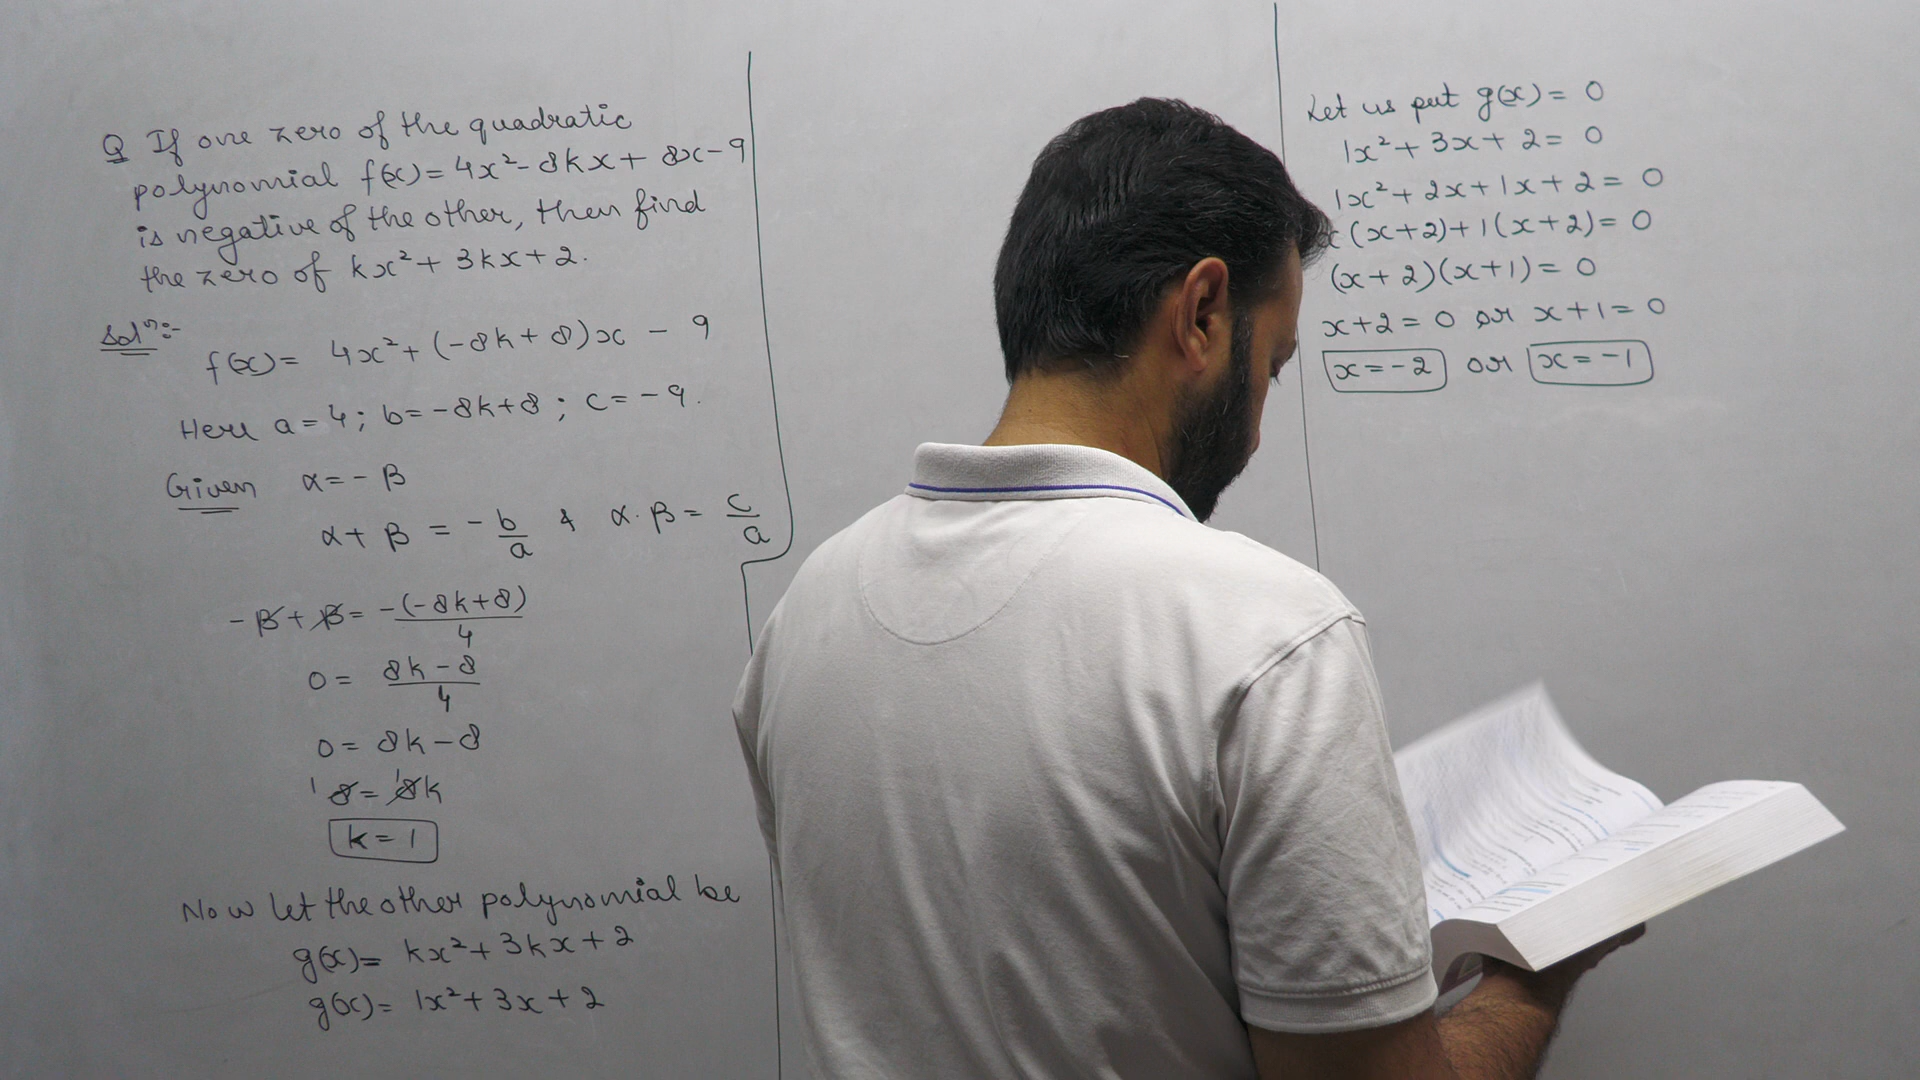 Q If one zero of the quadratic
polynomial f(x) = 4x² - 8kx + 8x - 9
is negative of the other, then find
the zero of kx² + 3kx + 2.
Solⁿ:-
f(x) = 4x² + (-8k + 8)x - 9
Here a = 4 ; b = -8k+8 ; c = -9.
Given α = - β
α + β = - b/a & α · β = c/a
- β + β = -(-8k+8)/4
0 = 8k - 8/4
0 = 8k - 8
1 8 = 1 8k
k = 1
Now let the other polynomial be
g(x) = kx² + 3kx + 2
g(x) = 1x² + 3x + 2
Let us put g(x) = 0
1x² + 3x + 2 = 0
1x² + 2x + 1x + 2 = 0
(x+2) + 1(x+2) = 0
(x+2)(x+1) = 0
x+2 = 0 or x+1 = 0
x = -2 or x = -1